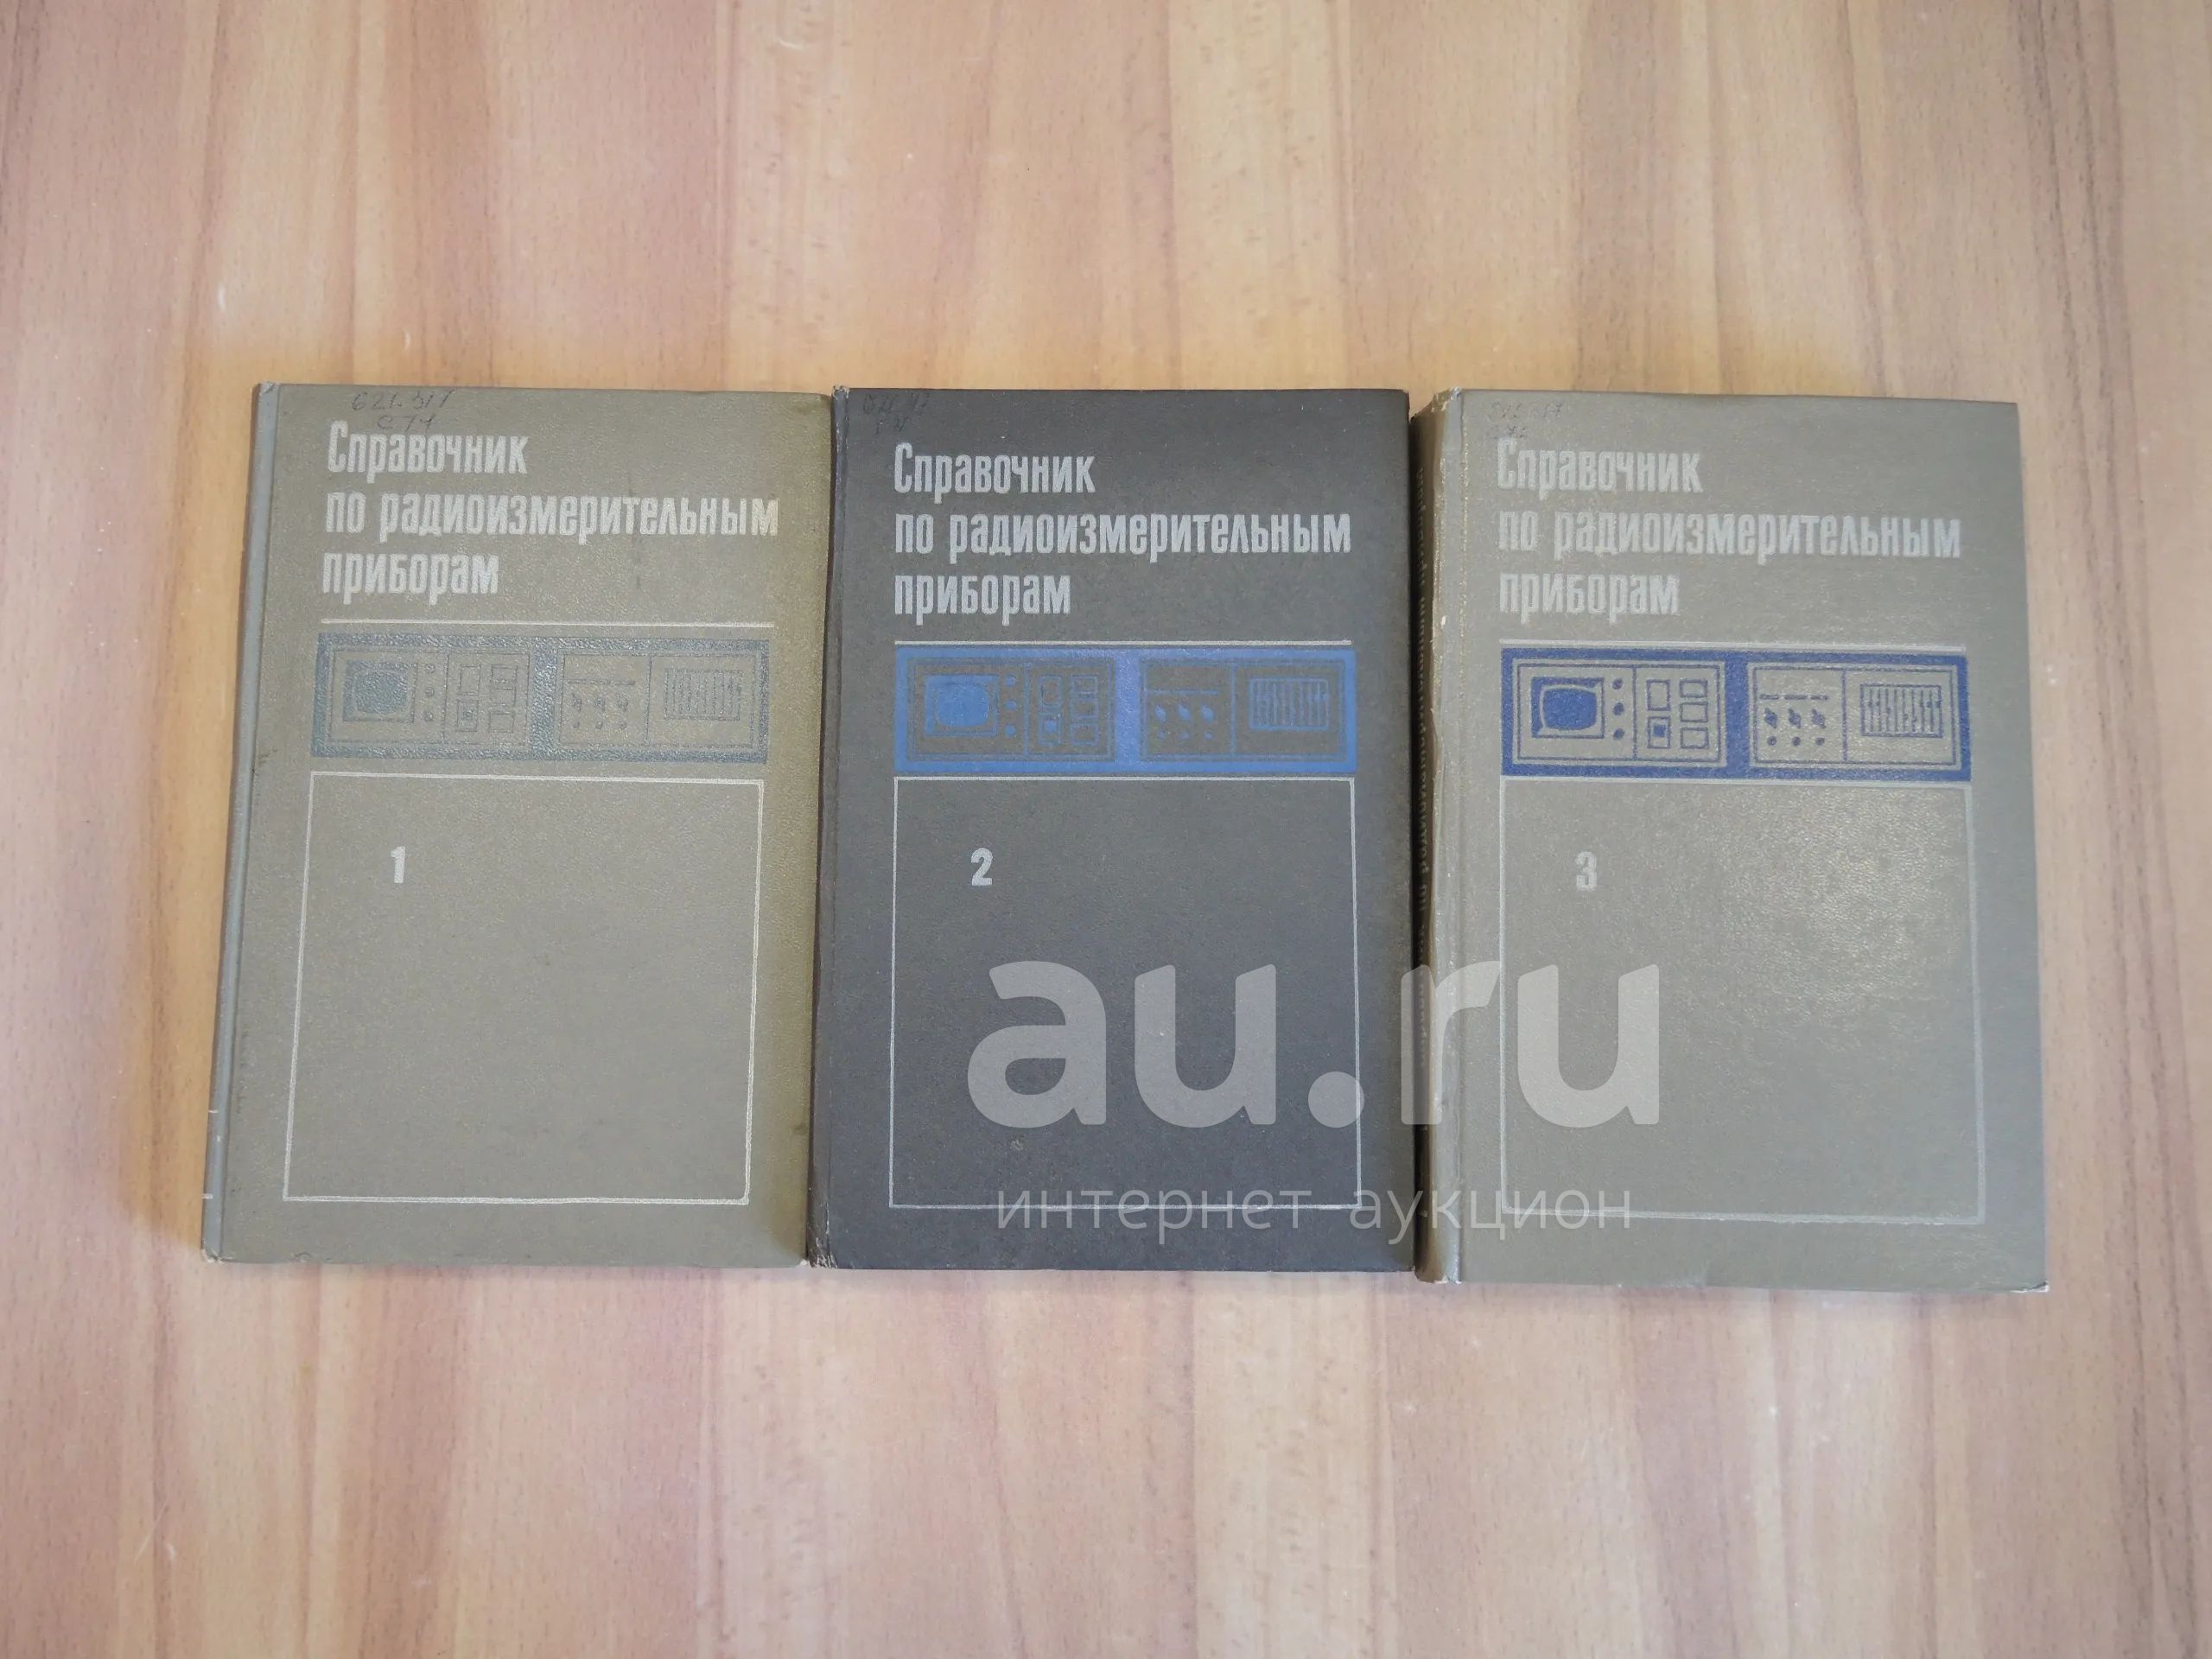 Справочник
по радиоизмерительным
приборам
1
Справочник
по радиоизмерительным
приборам
2
Справочник
по радиоизмерительным
приборам
3
au.ru
интернет аукцион